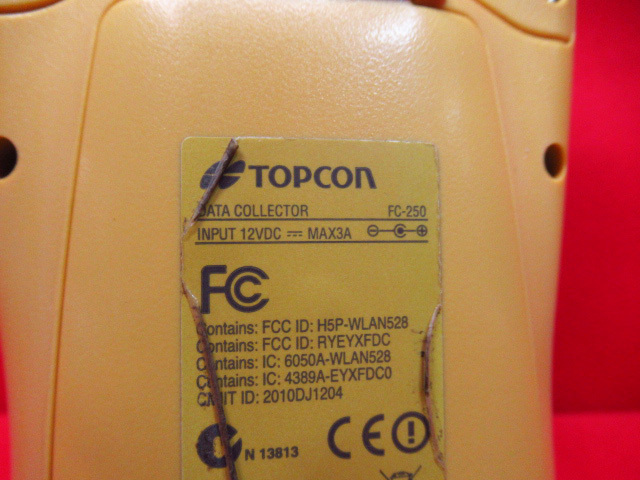 TOPCON
DATA COLLECTOR FC-250
INPUT 12VDC MAX3A
FC
Contains: FCC ID: H5P-WLAN528
Contains: FCC ID: RYEYXFDC
Contains: IC: 6050A-WLAN528
Contains: IC: 4389A-EYXFDC0
CMIIT ID: 2010DJ1204
N 13813 CE